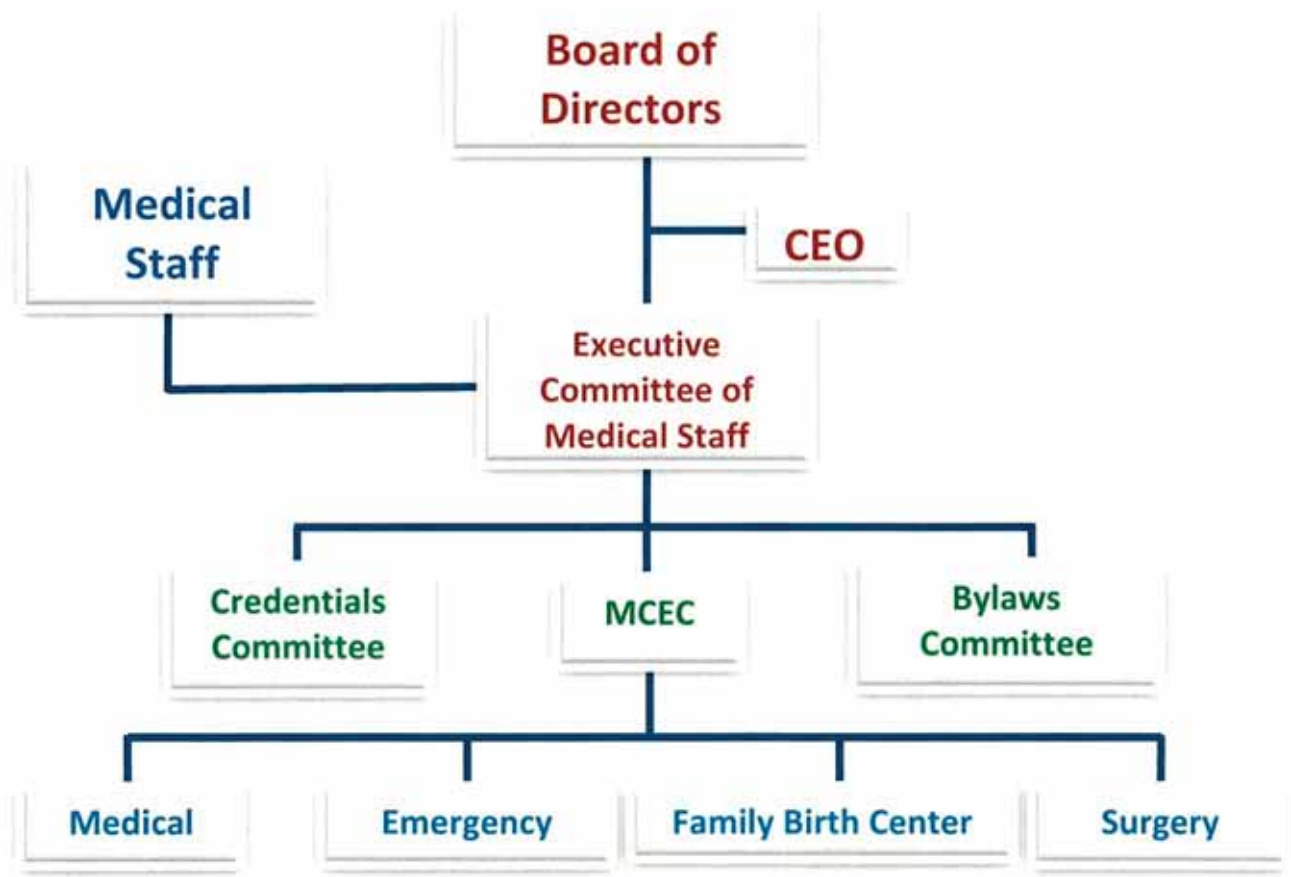 Board of
Directors
Medical
Staff
CEO
Executive
Committee of
Medical Staff
Credentials
Committee
MCEC
Bylaws
Committee
Medical
Emergency
Family Birth Center
Surgery